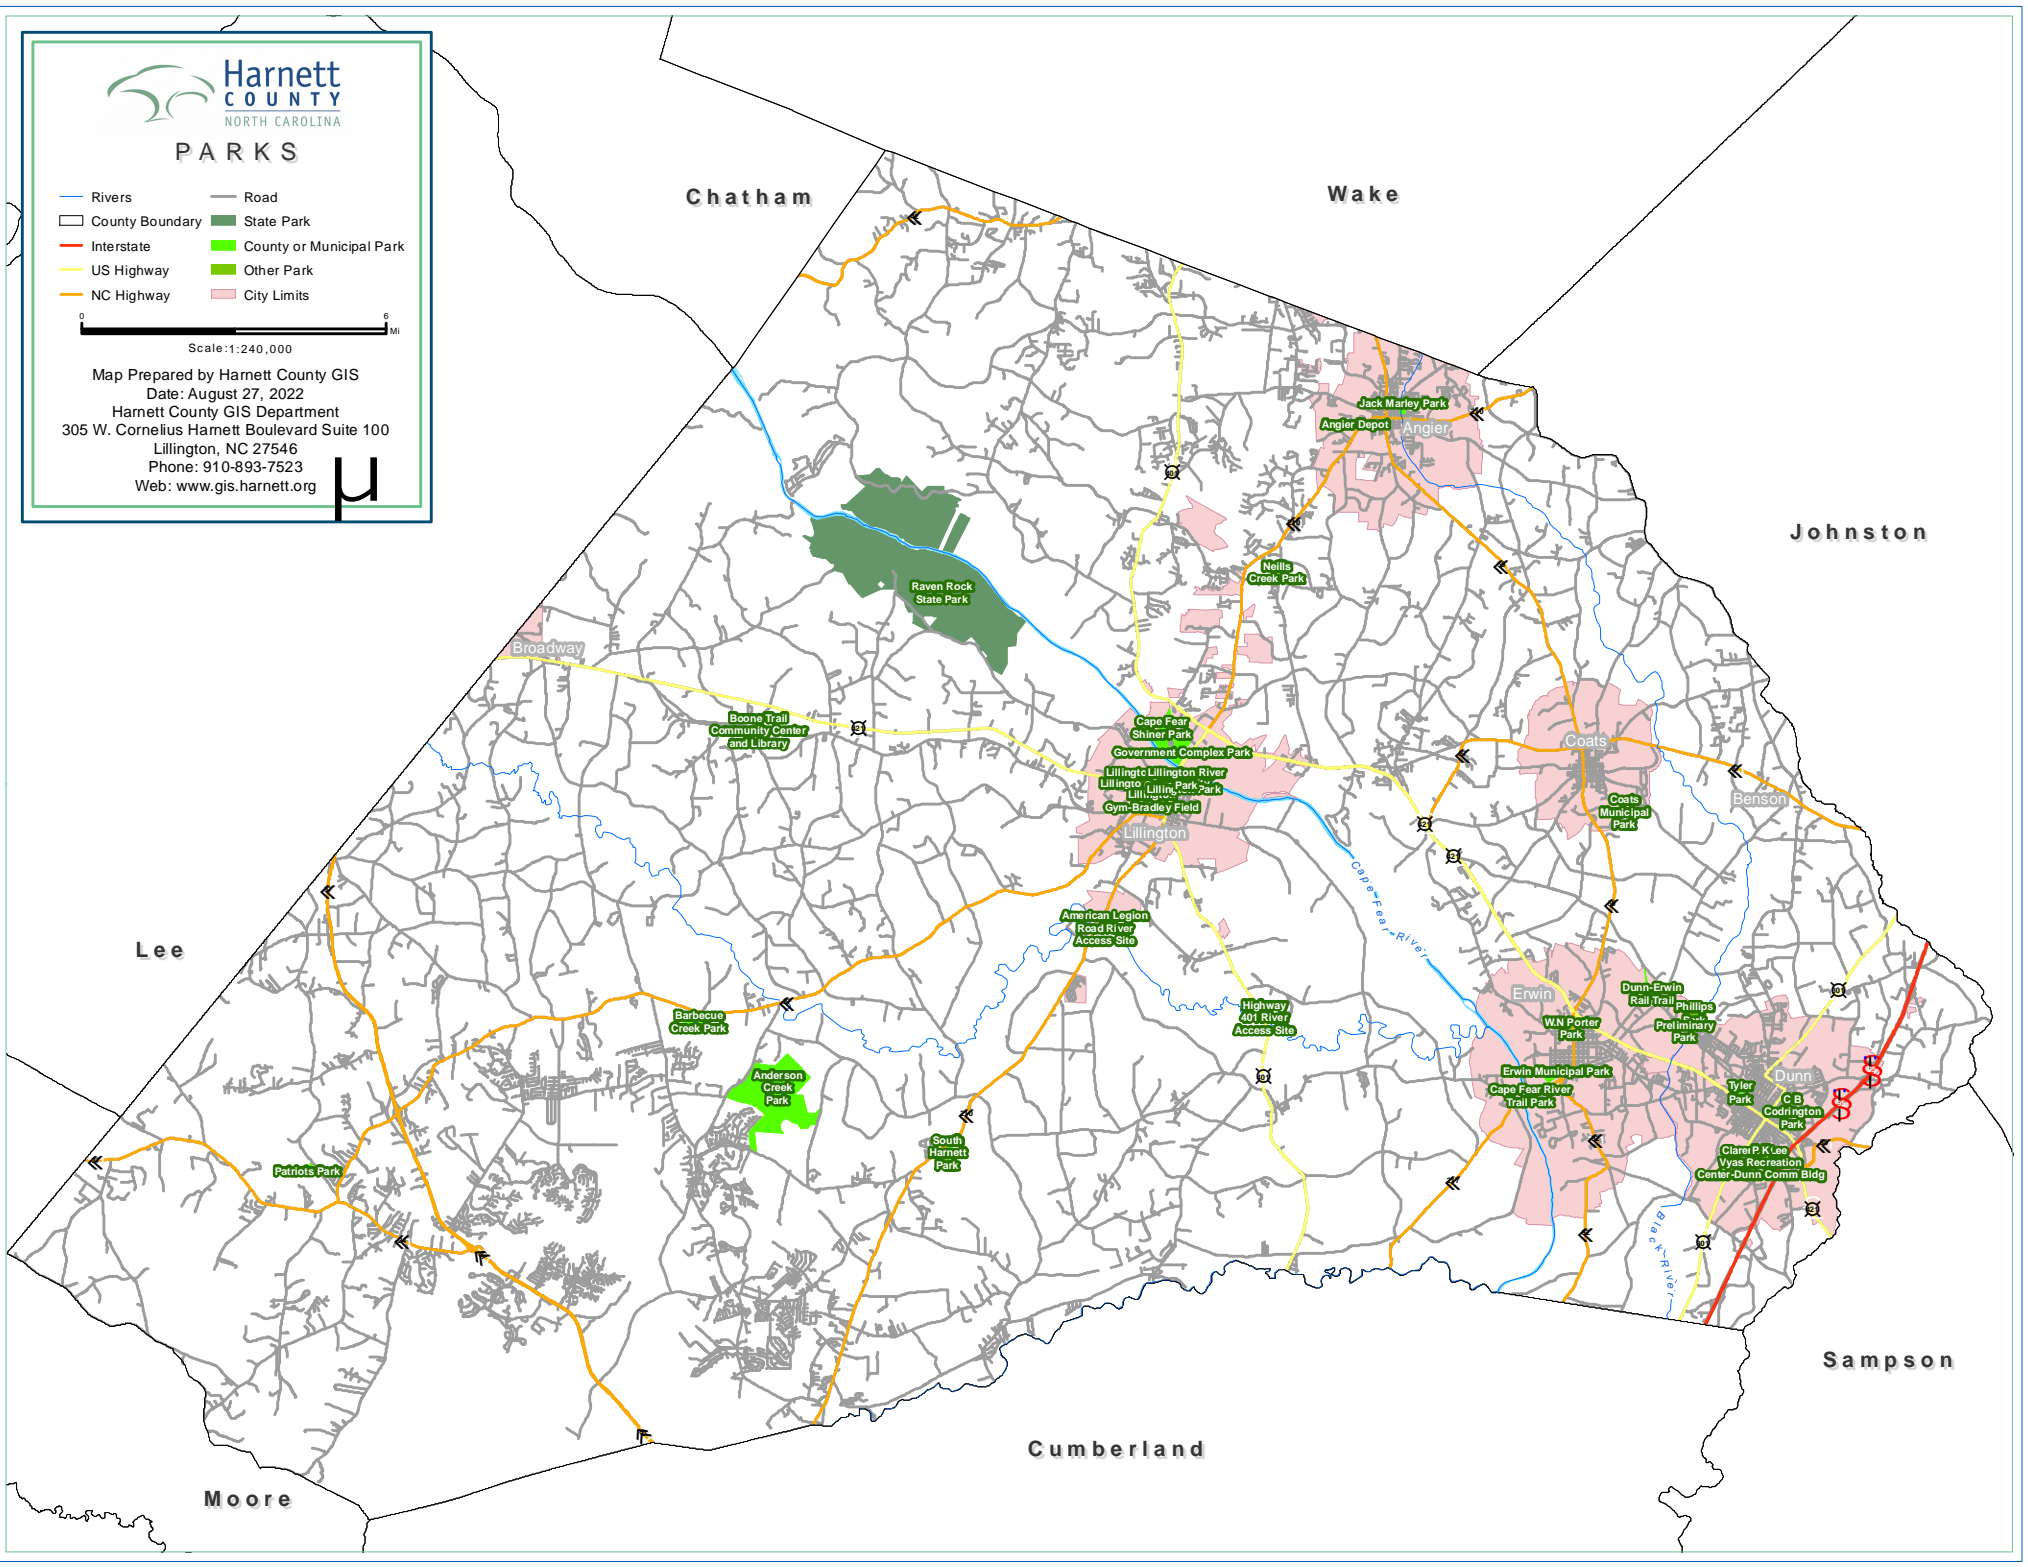 Harnett
COUNTY
NORTH CAROLINA
PARKS
Rivers
County Boundary
Interstate
US Highway
NC Highway
Road
State Park
County or Municipal Park
Other Park
City Limits
0
6
Mi
Scale:1:240,000
Map Prepared by Harnett County GIS
Date: August 27, 2022
Harnett County GIS Department
305 W. Cornelius Harnett Boulevard Suite 100
Lillington, NC 27546
Phone: 910-893-7523
Web: www.gis.harnett.org
µ
Chatham
Wake
Johnston
Lee
Moore
Cumberland
Sampson
Jack Marley Park
Angier Depot
Angier
Neills
Creek Park
Raven Rock
State Park
Broadway
Boone Trail
Community Center
and Library
421
Cape Fear
Shiner Park
Government Complex Park
Lillington River
Park
Gym-Bradley Field
Lillington
Coats
Benson
Coats
Municipal
Park
Cape Fear River
American Legion
Road River
Access Site
Highway
401 River
Access Site
Erwin
W.N Porter
Park
Dunn-Erwin
Rail Trail
Phillips
Preliminary
Park
Erwin Municipal Park
Cape Fear River
Trail Park
Tyler
Park
Dunn
C B
Codrington
Park
Vyas Recreation
Center-Dunn Comm Bldg
Black River
Barbecue
Creek Park
Anderson
Creek
Park
South
Harnett
Park
Patriots Park